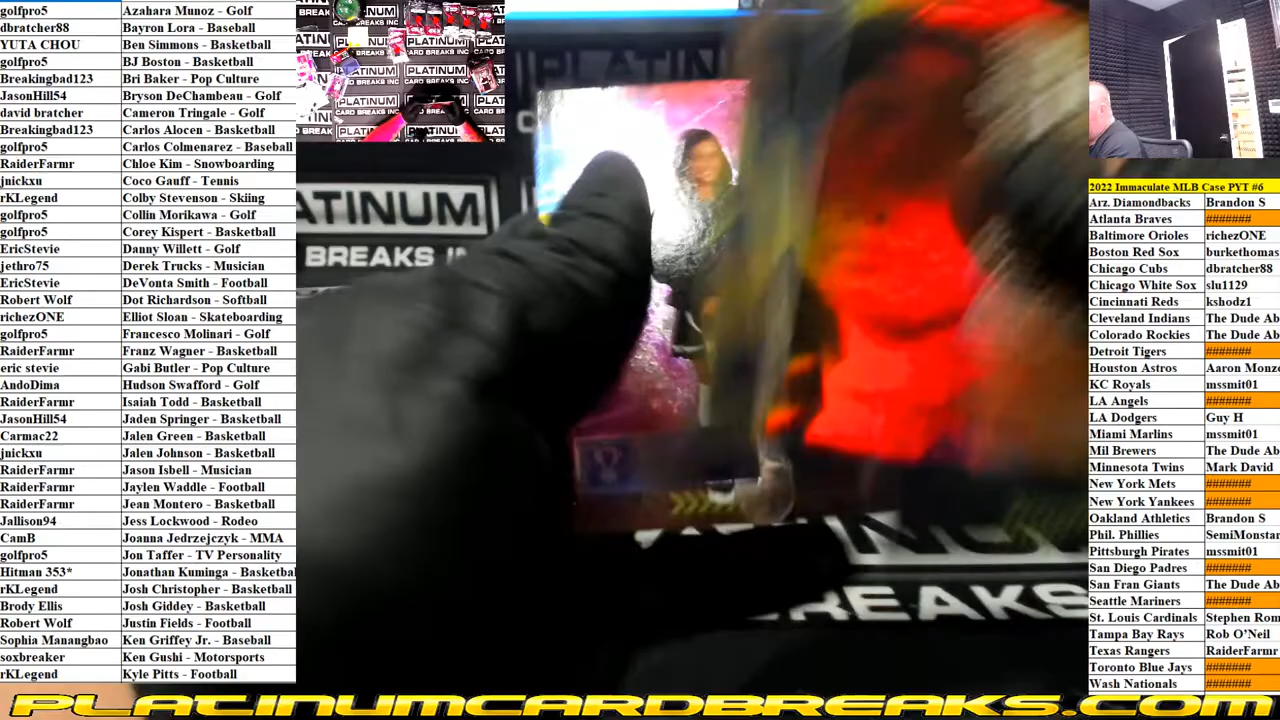 golfpro5 Azahara Munoz - Golf
dbratcher88 Bayron Lora - Baseball
YUTA CHOU Ben Simmons - Basketball
golfpro5 BJ Boston - Basketball
Breakingbad123 Bri Baker - Pop Culture
JasonHill54 Bryson DeChambeau - Golf
david bratcher Cameron Tringale - Golf
Breakingbad123 Carlos Alocen - Basketball
golfpro5 Carlos Colmenarez - Baseball
RaiderFarmr Chloe Kim - Snowboarding
jnickxu Coco Gauff - Tennis
rKLegend Colby Stevenson - Skiing
golfpro5 Collin Morikawa - Golf
golfpro5 Corey Kispert - Basketball
EricStevie Danny Willett - Golf
jethro75 Derek Trucks - Musician
EricStevie DeVonta Smith - Football
Robert Wolf Dot Richardson - Softball
richezONE Elliot Sloan - Skateboarding
golfpro5 Francesco Molinari - Golf
RaiderFarmr Franz Wagner - Basketball
eric stevie Gabi Butler - Pop Culture
AndoDima Hudson Swafford - Golf
RaiderFarmr Isaiah Todd - Basketball
JasonHill54 Jaden Springer - Basketball
Carmac22 Jalen Green - Basketball
jnickxu Jalen Johnson - Basketball
RaiderFarmr Jason Isbell - Musician
RaiderFarmr Jaylen Waddle - Football
RaiderFarmr Jean Montero - Basketball
Jallison94 Jess Lockwood - Rodeo
CamB Joanna Jedrzejczyk - MMA
golfpro5 Jon Taffer - TV Personality
Hitman 353* Jonathan Kuminga - Basketbal
rKLegend Josh Christopher - Basketball
Brody Ellis Josh Giddey - Basketball
Robert Wolf Justin Fields - Football
Sophia Manangbao Ken Griffey Jr. - Baseball
soxbreaker Ken Gushi - Motorsports
rKLegend Kyle Pitts - Football
PLATINUM
CARD BREAKS INC
ATINUM
BREAKS
BREAKS
2022 Immaculate MLB Case PYT #6
Arz. Diamondbacks Brandon S
Atlanta Braves #######
Baltimore Orioles richezONE
Boston Red Sox burkethomas
Chicago Cubs dbratcher88
Chicago White Sox slu1129
Cincinnati Reds kshodz1
Cleveland Indians The Dude Ab
Colorado Rockies The Dude Ab
Detroit Tigers #######
Houston Astros Aaron Monze
KC Royals mssmit01
LA Angels #######
LA Dodgers Guy H
Miami Marlins mssmit01
Mil Brewers The Dude Ab
Minnesota Twins Mark David
New York Mets #######
New York Yankees #######
Oakland Athletics Brandon S
Phil. Phillies SemiMonstar
Pittsburgh Pirates mssmit01
San Diego Padres #######
San Fran Giants The Dude Ab
Seattle Mariners #######
St. Louis Cardinals Stephen Rom
Tampa Bay Rays Rob O'Neil
Texas Rangers RaiderFarmr
Toronto Blue Jays #######
Wash Nationals #######
PLATINUMCARDBREAKS.COM